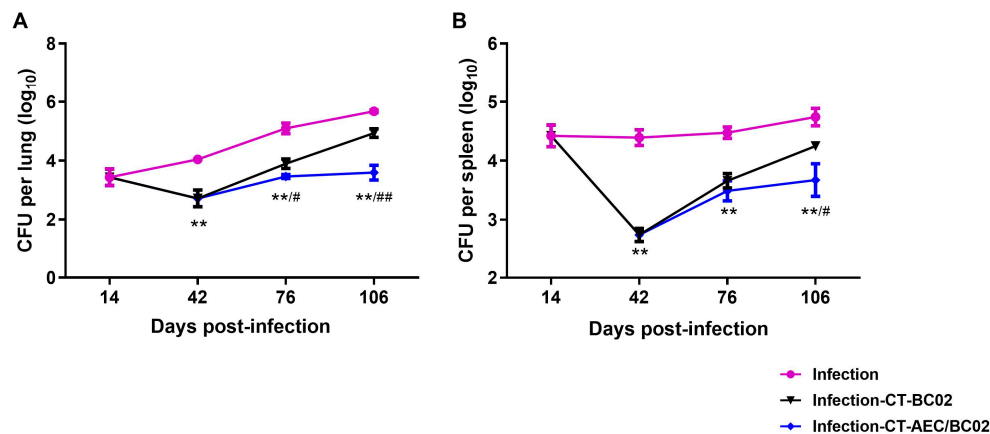 A
CFU per lung (log10)
8
6
4
2
0
**
**/#
**/##
14 42 76 106
Days post-infection
B
CFU per spleen (log10)
6
5
4
3
2
**
**
**/#
14 42 76 106
Days post-infection
Infection
Infection-CT-BC02
Infection-CT-AEC/BC02